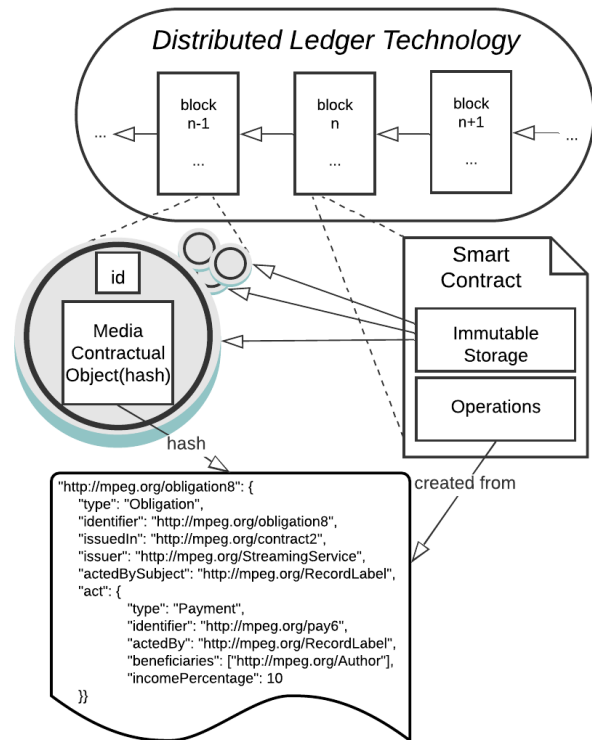 Distributed Ledger Technology
block
n-1
...
block
n
...
block
n+1
...
...
...
id
Media
Contractual
Object(hash)
Smart
Contract
Immutable
Storage
Operations
hash
created from
"http://mpeg.org/obligation8": {
"type": "Obligation",
"identifier": "http://mpeg.org/obligation8",
"issuedIn": "http://mpeg.org/contract2",
"issuer": "http://mpeg.org/StreamingService",
"actedBySubject": "http://mpeg.org/RecordLabel",
"act": {
"type": "Payment",
"identifier": "http://mpeg.org/pay6",
"actedBy": "http://mpeg.org/RecordLabel",
"beneficiaries": ["http://mpeg.org/Author"],
"incomePercentage": 10
}}